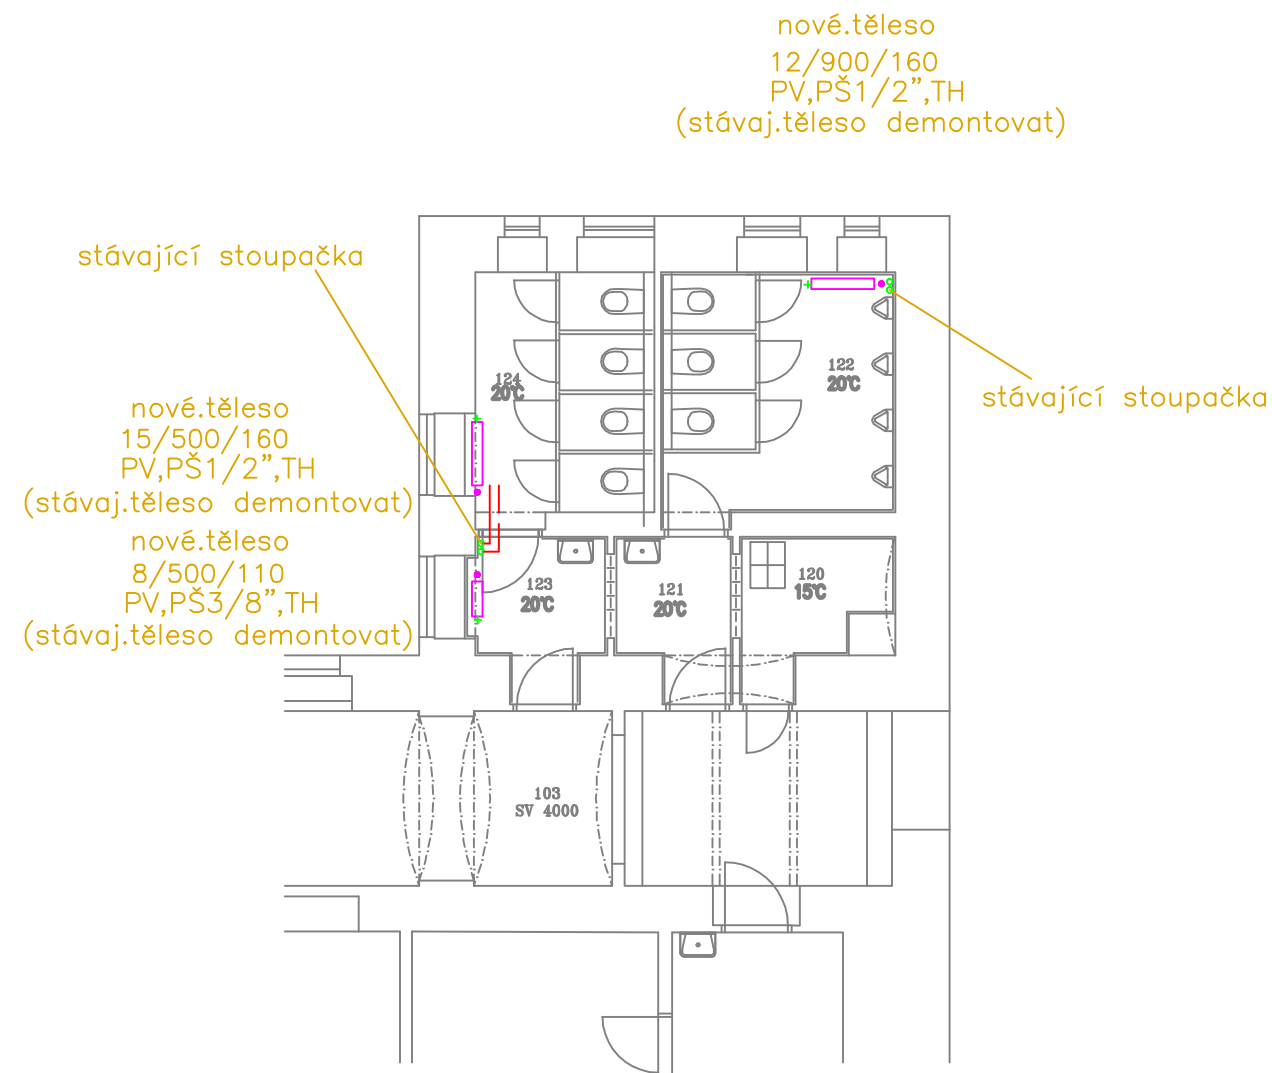 nové.těleso
12/900/160
PV,PŠ1/2",TH
(stávaj.těleso demontovat)
stávající stoupačka
stávající stoupačka
nové.těleso
15/500/160
PV,PŠ1/2",TH
(stávaj.těleso demontovat)
nové.těleso
8/500/110
PV,PŠ3/8",TH
(stávaj.těleso demontovat)
124
20°C
122
20°C
123
20°C
121
20°C
120
15°C
103
SV 4000